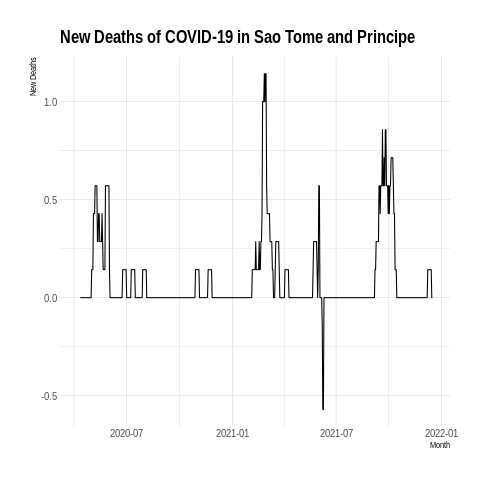 New Deaths of COVID-19 in Sao Tome and Principe
New Deaths
1.0
0.5
0.0
-0.5
2020-07
2021-01
2021-07
2022-01
Month